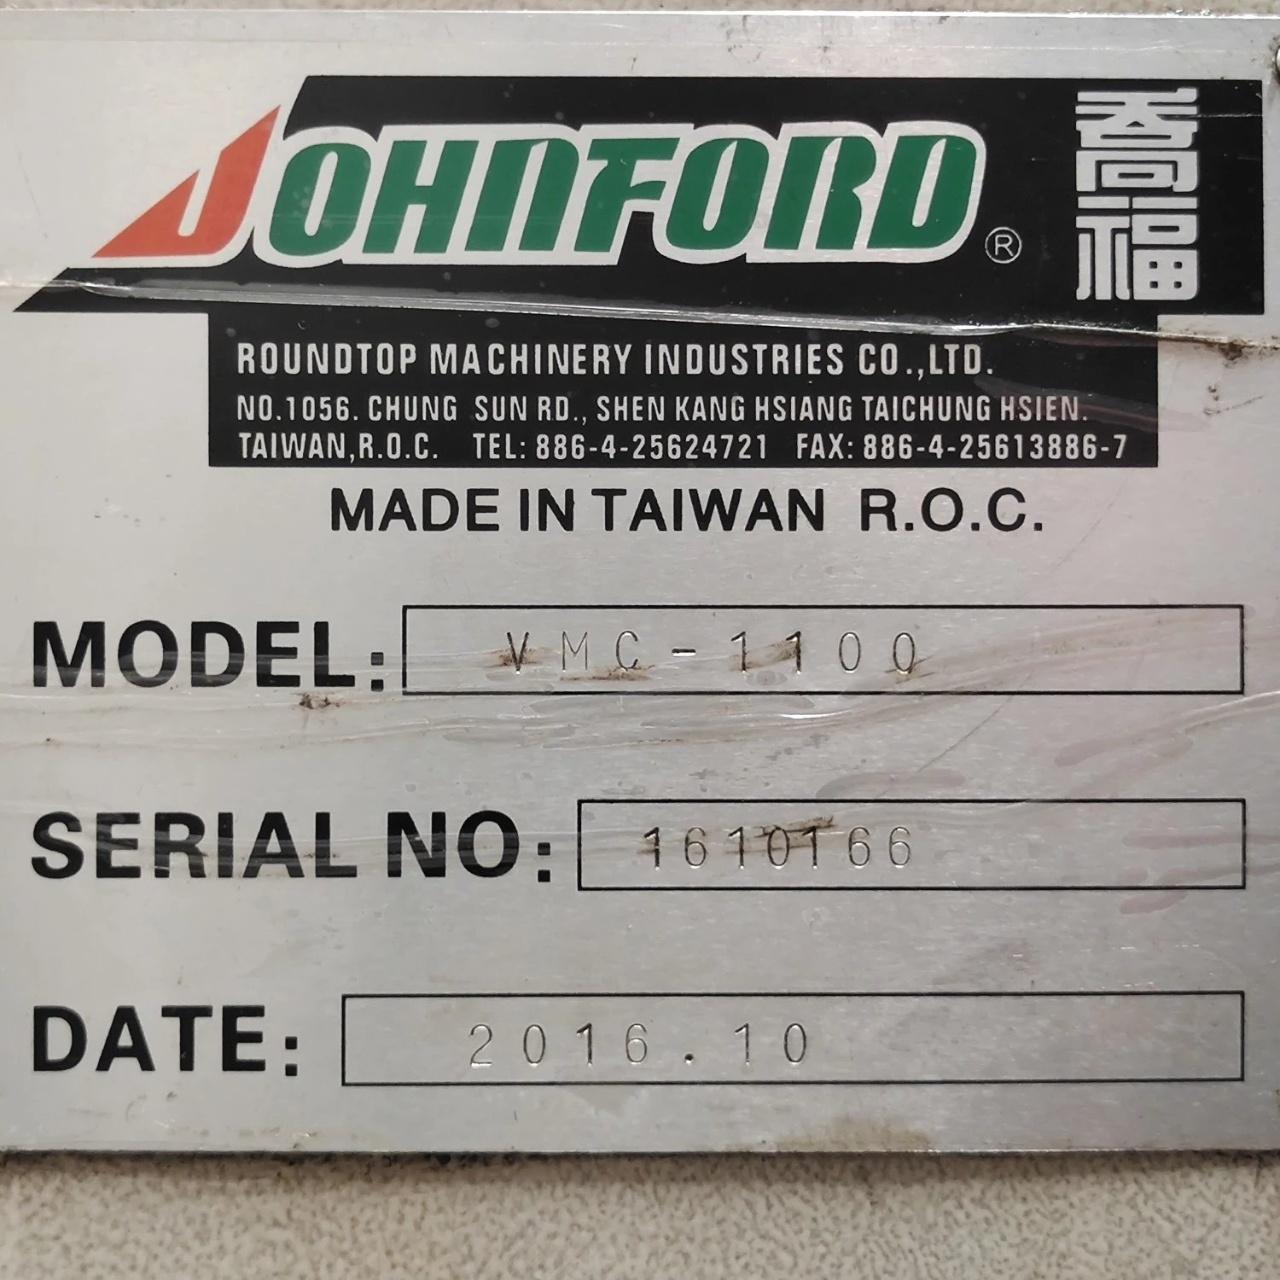 JOHNFORD ®
喬福
ROUNDTOP MACHINERY INDUSTRIES CO.,LTD.
NO.1056. CHUNG SUN RD., SHEN KANG HSIANG TAICHUNG HSIEN.
TAIWAN,R.O.C. TEL: 886-4-25624721 FAX: 886-4-25613886-7
MADE IN TAIWAN R.O.C.
MODEL: VMC-1100
SERIAL NO: 1610166
DATE: 2016.10